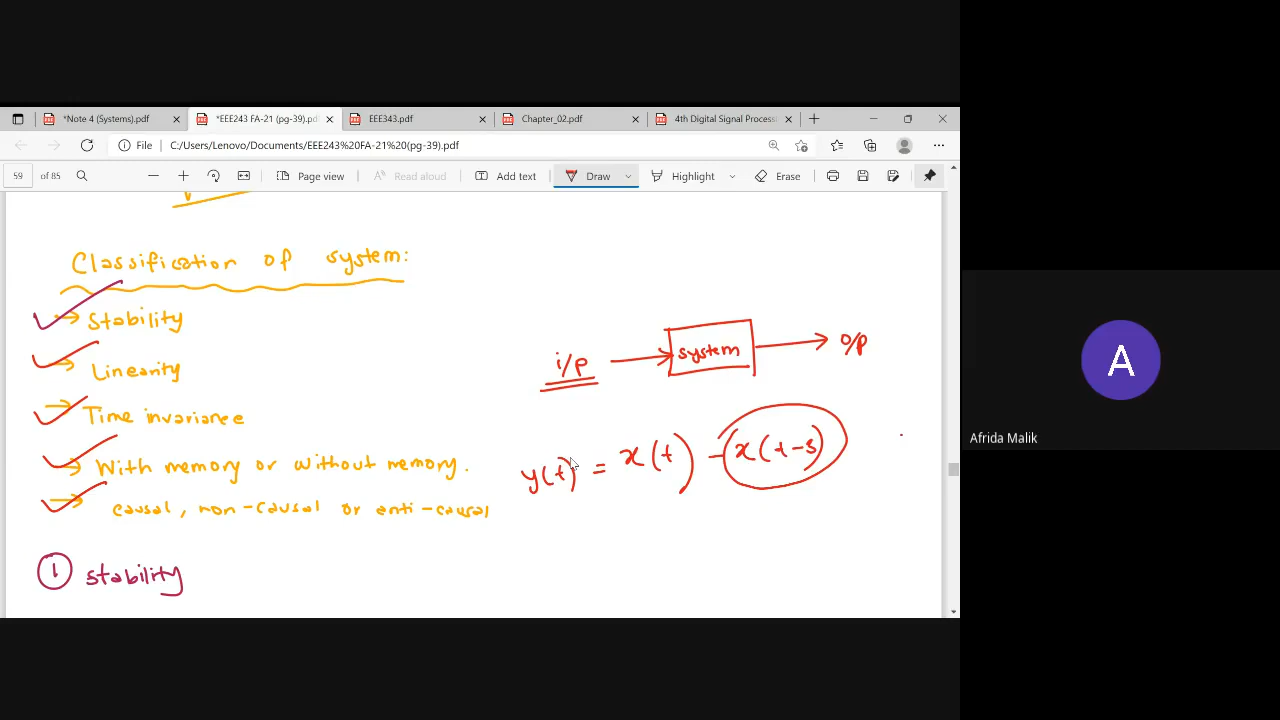 *Note 4 (Systems).pdf
*EEE243 FA-21 (pg-39).pdf
EEE343.pdf
Chapter_02.pdf
4th Digital Signal Process
File C:/Users/Lenovo/Documents/EEE243%20FA-21%20(pg-39).pdf
59 of 85 Page view Read aloud Add text Draw Highlight Erase
Classification of system:
→ Stability
→ Linearity
→ Time invariance
→ With memory or without memory.
→ causal, non-causal or anti-causal
i/p → system → o/p
y(t) = x(t) - x(t-3)
① stability
A
Afrida Malik